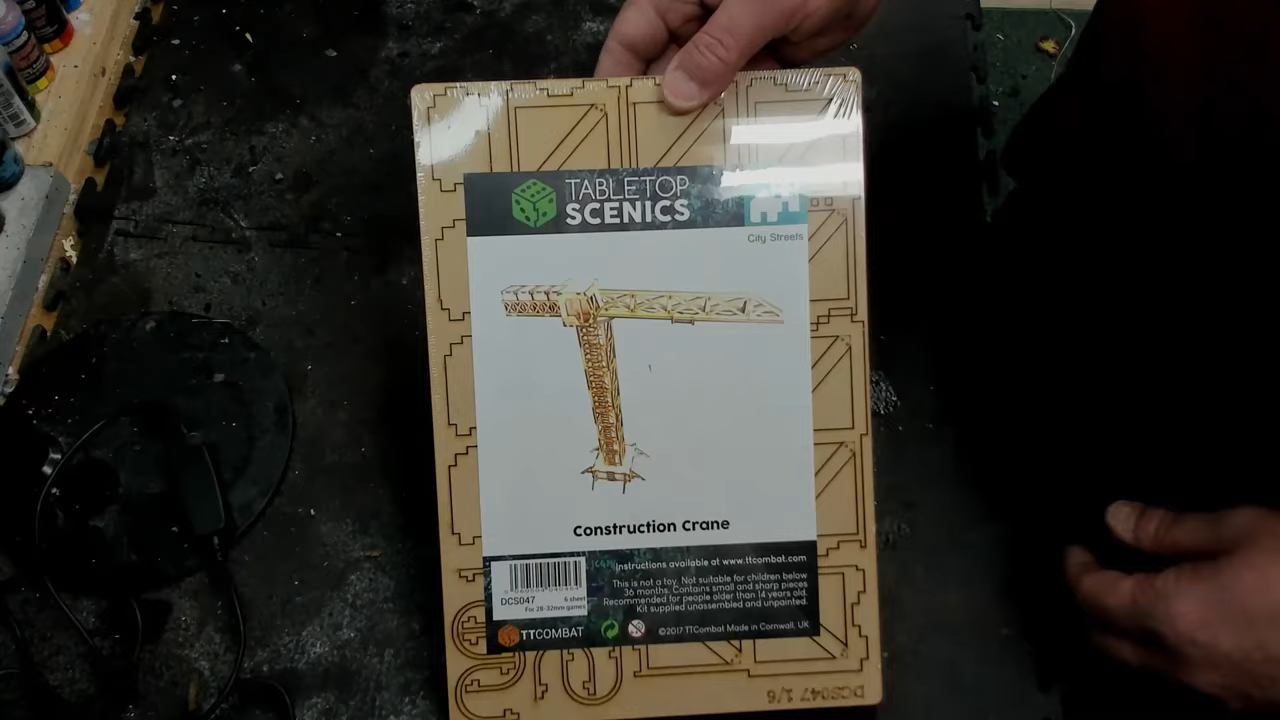 TABLETOP
SCENICS
City Streets
Construction Crane
Instructions available at www.ttcombat.com
This is not a toy. Not suitable for children below
36 months. Contains small and sharp pieces
Recommended for people older than 14 years old.
Kit supplied unassembled and unpainted.
DCS047
6 sheet
For 28-32mm games
TTCOMBAT
©2017 TTCombat Made in Cornwall, UK
DCS047 1/6